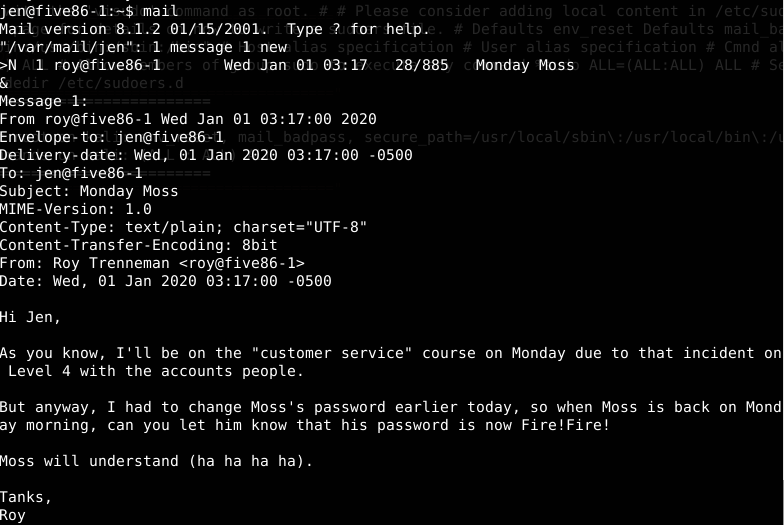 jen@five86-1:~$ mail
Mail version 8.1.2 01/15/2001.  Type ? for help.
"/var/mail/jen": 1 message 1 new
>N  1 roy@five86-1       Wed Jan 01 03:17   28/885   Monday Moss
&
Message 1:
From roy@five86-1 Wed Jan 01 03:17:00 2020
Envelope-to: jen@five86-1
Delivery-date: Wed, 01 Jan 2020 03:17:00 -0500
To: jen@five86-1
Subject: Monday Moss
MIME-Version: 1.0
Content-Type: text/plain; charset="UTF-8"
Content-Transfer-Encoding: 8bit
From: Roy Trenneman <roy@five86-1>
Date: Wed, 01 Jan 2020 03:17:00 -0500
Hi Jen,
As you know, I'll be on the "customer service" course on Monday due to that incident on
 Level 4 with the accounts people.
But anyway, I had to change Moss's password earlier today, so when Moss is back on Mond
ay morning, can you let him know that his password is now Fire!Fire!
Moss will understand (ha ha ha ha).
Tanks,
Roy